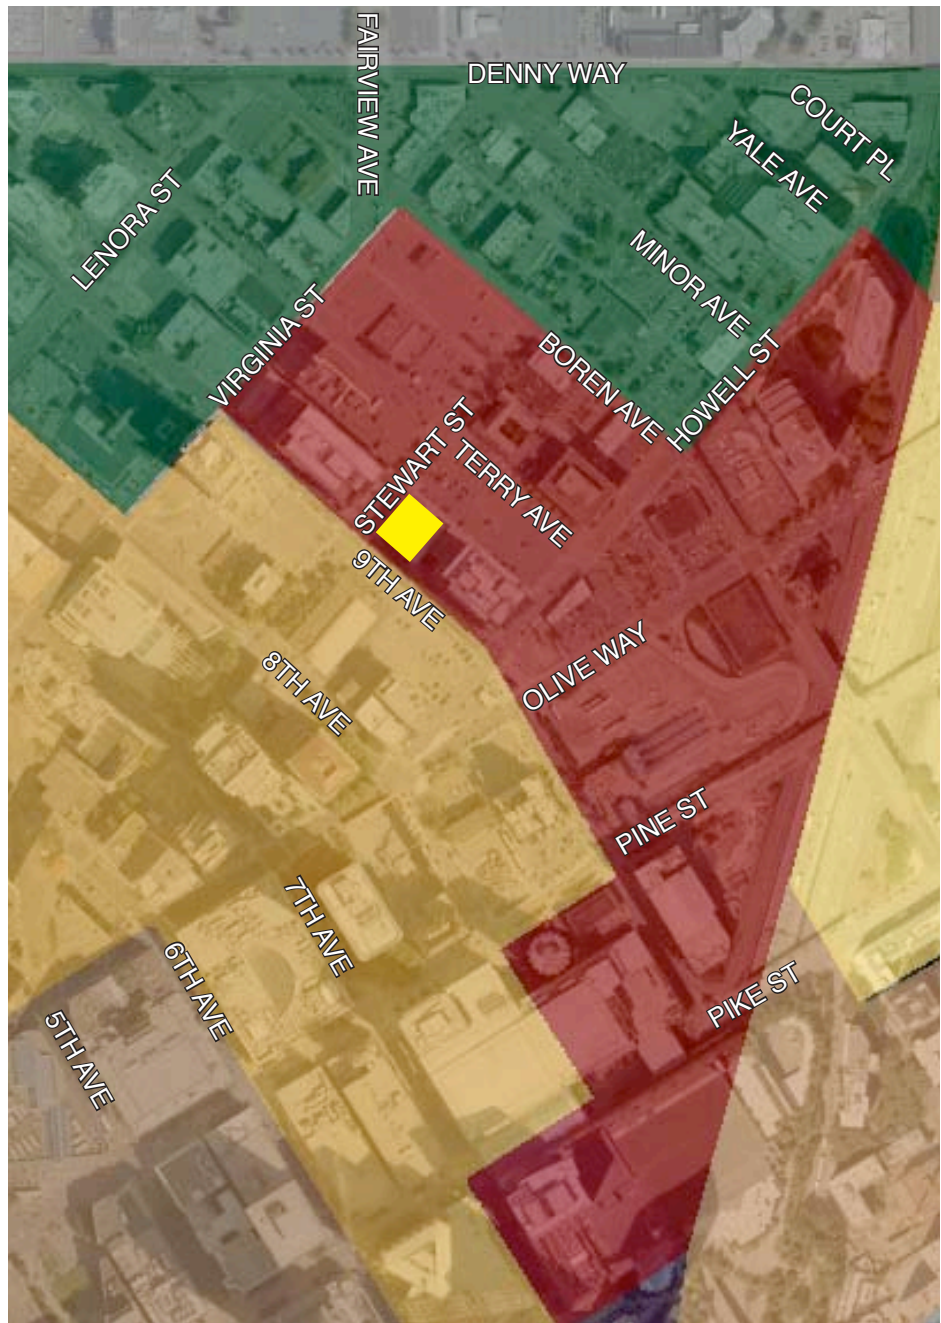 FAIRVIEW AVE
DENNY WAY
COURT PL
YALE AVE
LENORA ST
MINOR AVE
VIRGINIA ST
BOREN AVE
HOWELL ST
STEWART ST
TERRY AVE
9TH AVE
OLIVE WAY
8TH AVE
PINE ST
7TH AVE
6TH AVE
PIKE ST
5TH AVE